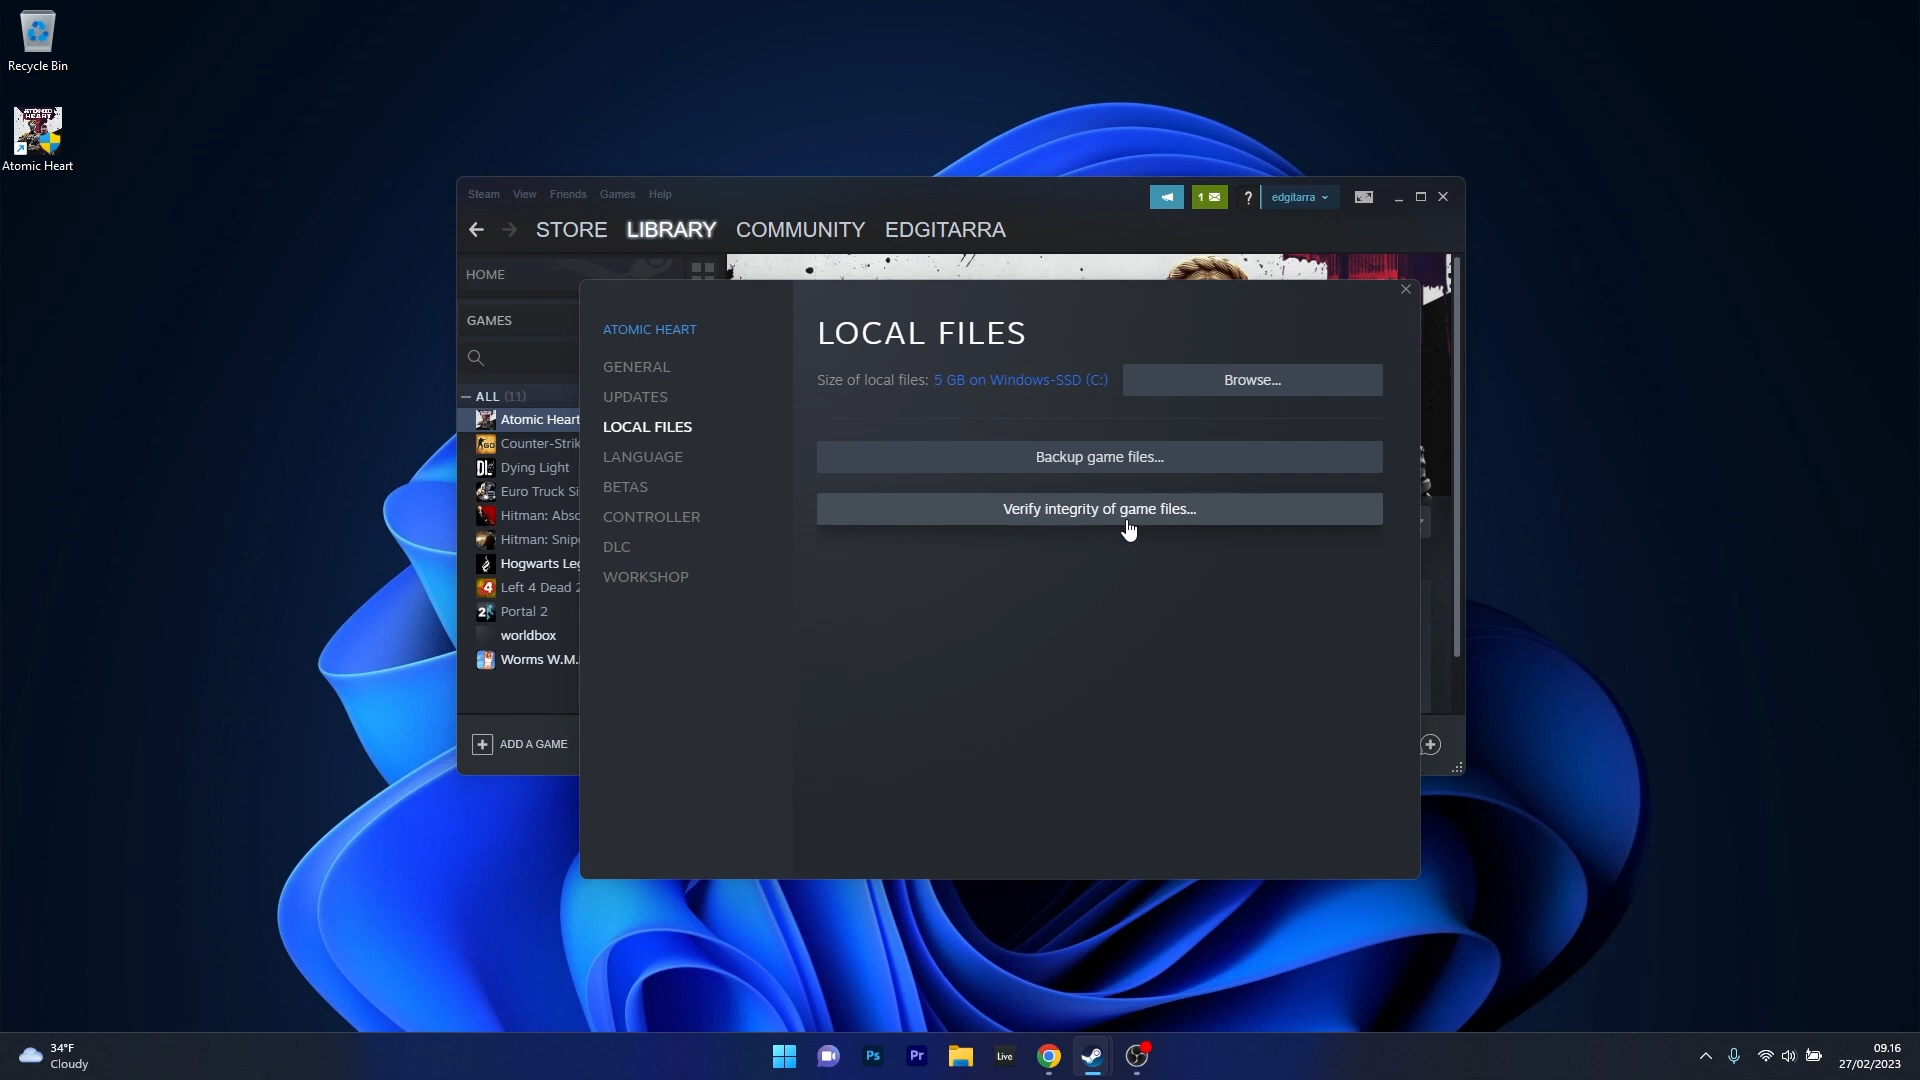 Recycle Bin
Atomic Heart
Steam View Friends Games Help
1
?
edgitarra
STORE LIBRARY COMMUNITY EDGITARRA
HOME
GAMES
ALL (11)
Atomic Heart
Counter-Strik
Dying Light
Euro Truck Si
Hitman: Abso
Hitman: Snipe
Hogwarts Leg
Left 4 Dead 2
Portal 2
worldbox
Worms W.M.
ADD A GAME
ATOMIC HEART
GENERAL
UPDATES
LOCAL FILES
LANGUAGE
BETAS
CONTROLLER
DLC
WORKSHOP
LOCAL FILES
Size of local files: 5 GB on Windows-SSD (C:)
Browse...
Backup game files...
Verify integrity of game files...
34°F
Cloudy
Ps
Pr
Live
09.16
27/02/2023